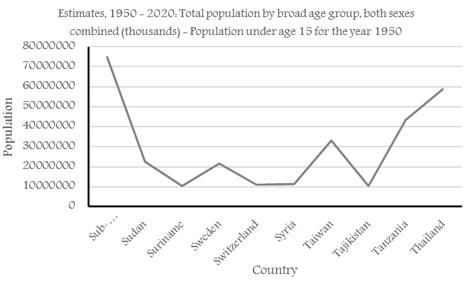 Estimates, 1950 - 2020: Total population by broad age group, both sexes
combined (thousands) - Population under age 15 for the year 1950
80000000
70000000
60000000
50000000
40000000
30000000
20000000
10000000
0
Population
Sub-...
Sudan
Suriname
Sweden
Switzerland
Syria
Taiwan
Tajikistan
Tanzania
Thailand
Country